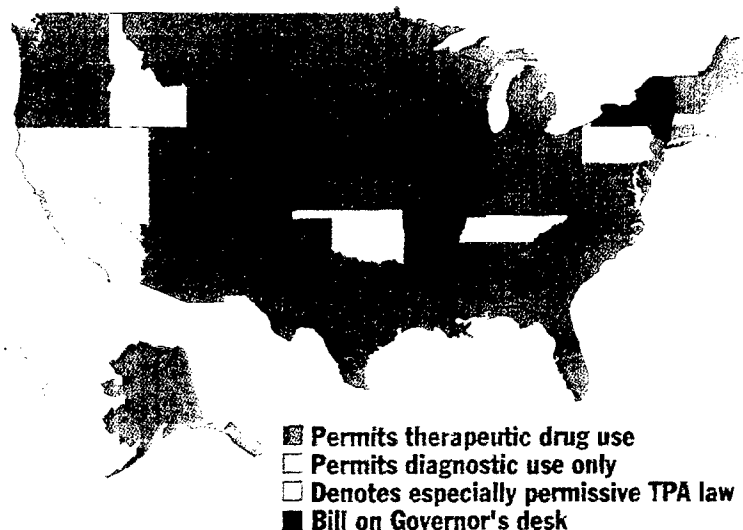 Permits therapeutic drug use
Permits diagnostic use only
Denotes especially permissive TPA law
Bill on Governor's desk